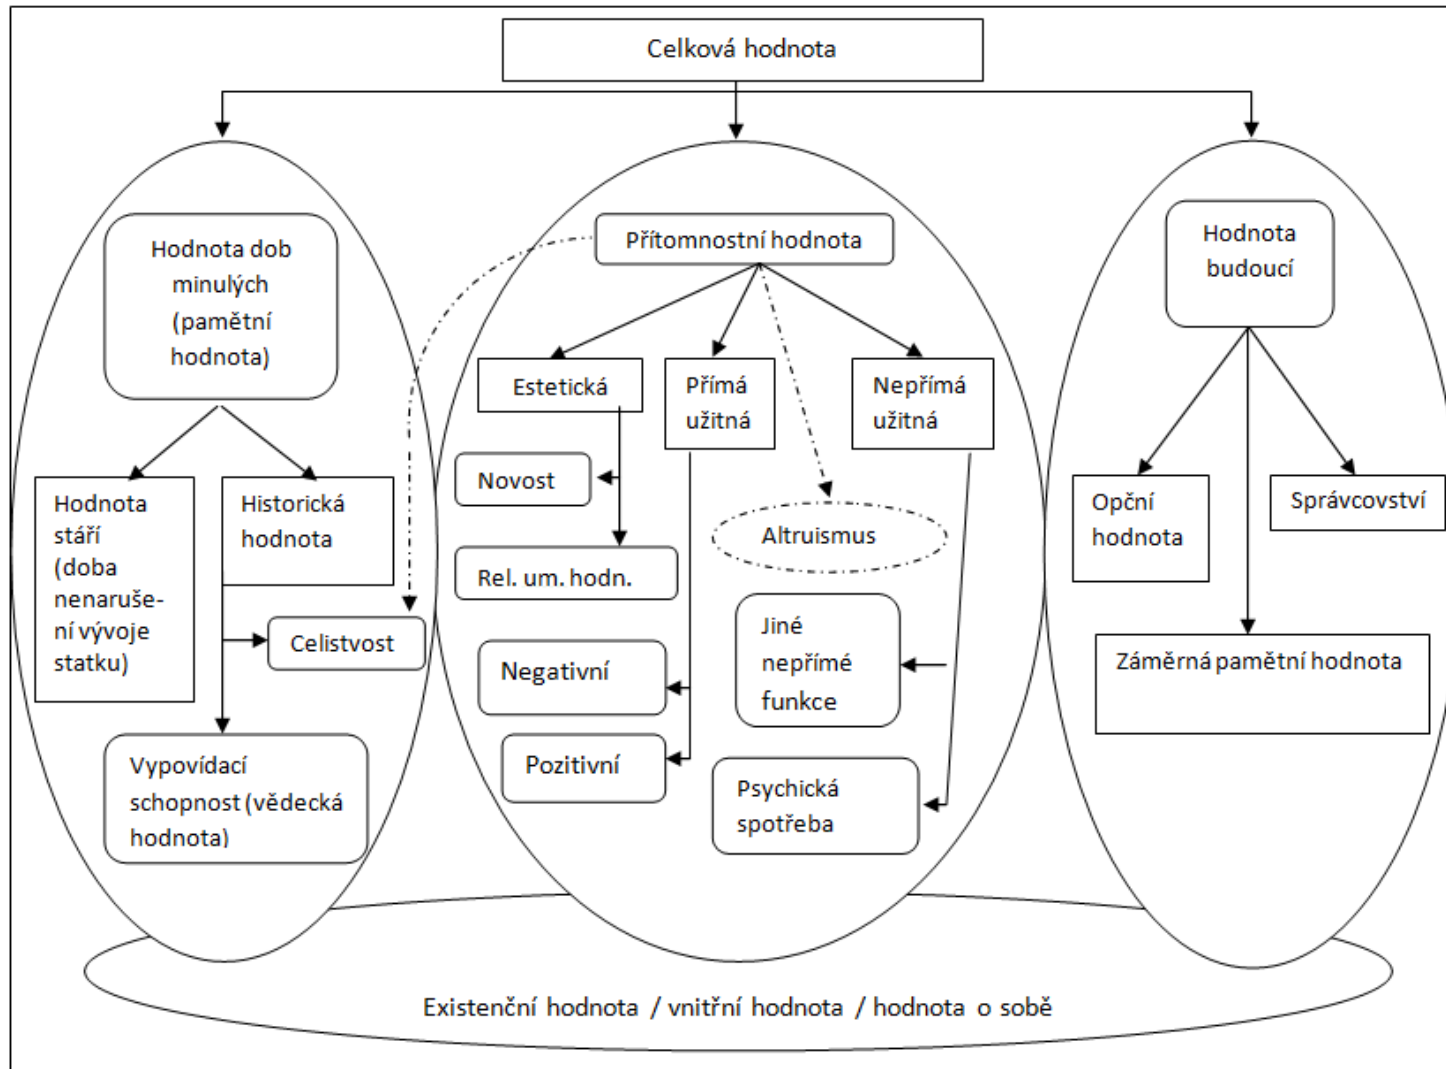 Celková hodnota
Hodnota dob
minulých
(pamětní
hodnota)
Hodnota
stáří
(doba
nenaruše-
ní vývoje
statku)
Historická
hodnota
Celistvost
Vypovídací
schopnost (vědecká
hodnota)
Přítomnostní hodnota
Estetická
Novost
Rel. um. hodn.
Přímá
užitná
Negativní
Pozitivní
Nepřímá
užitná
Altruismus
Jiné
nepřímé
funkce
Psychická
spotřeba
Hodnota
budoucí
Opční
hodnota
Správcovství
Záměrná pamětní hodnota
Existenční hodnota / vnitřní hodnota / hodnota o sobě